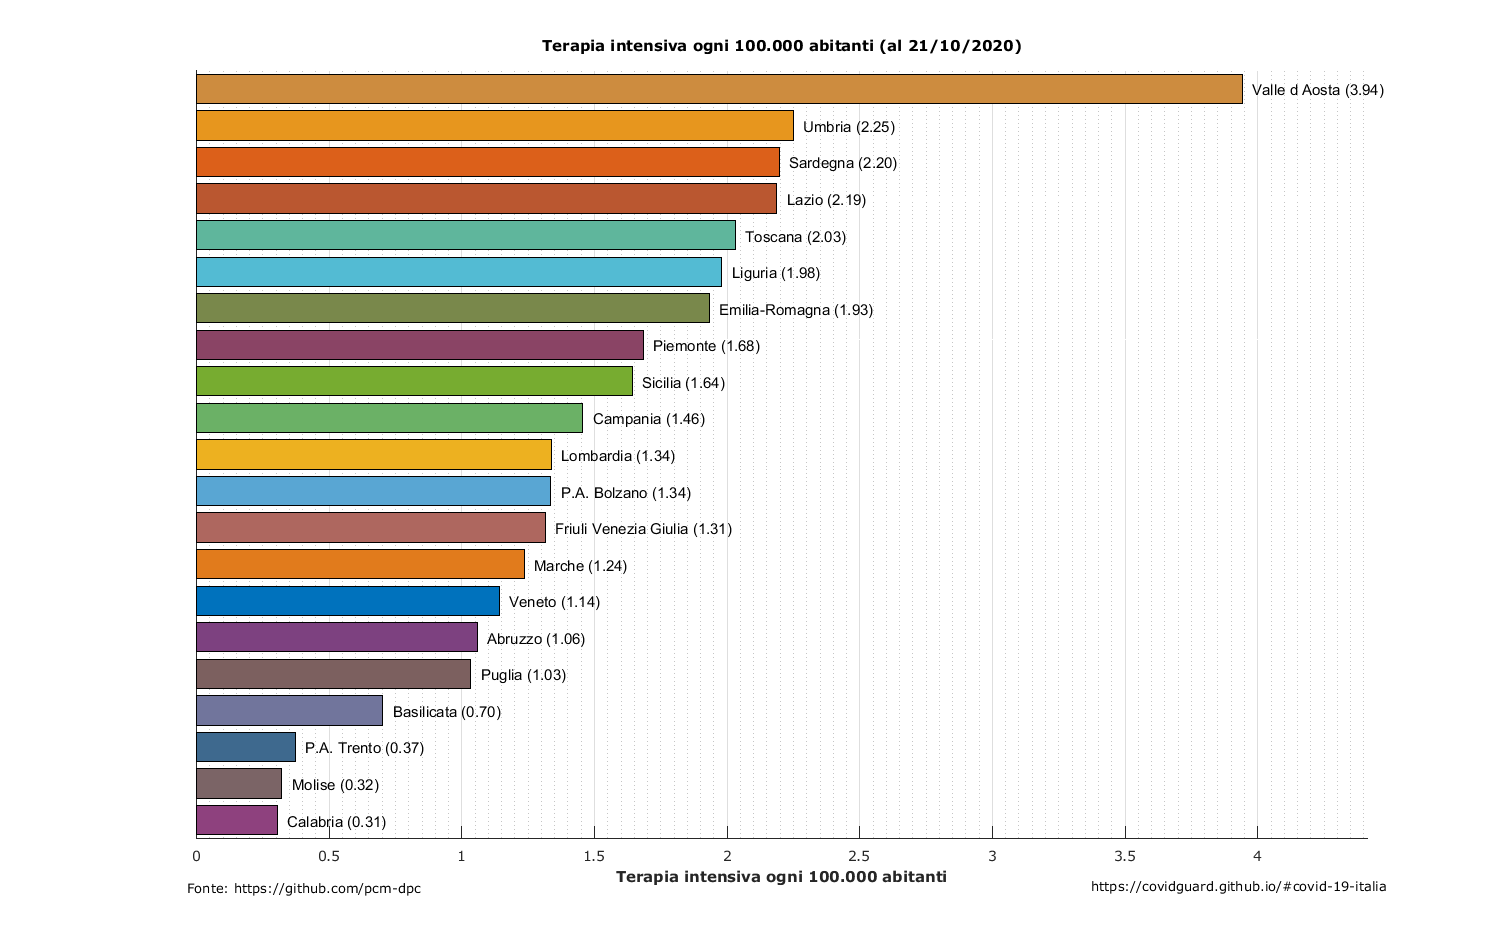 Terapia intensiva ogni 100.000 abitanti (al 21/10/2020)
Valle d Aosta (3.94)
Umbria (2.25)
Sardegna (2.20)
Lazio (2.19)
Toscana (2.03)
Liguria (1.98)
Emilia-Romagna (1.93)
Piemonte (1.68)
Sicilia (1.64)
Campania (1.46)
Lombardia (1.34)
P.A. Bolzano (1.34)
Friuli Venezia Giulia (1.31)
Marche (1.24)
Veneto (1.14)
Abruzzo (1.06)
Puglia (1.03)
Basilicata (0.70)
P.A. Trento (0.37)
Molise (0.32)
Calabria (0.31)
0 0.5 1 1.5 2 2.5 3 3.5 4
Terapia intensiva ogni 100.000 abitanti
Fonte: https://github.com/pcm-dpc
https://covidguard.github.io/#covid-19-italia